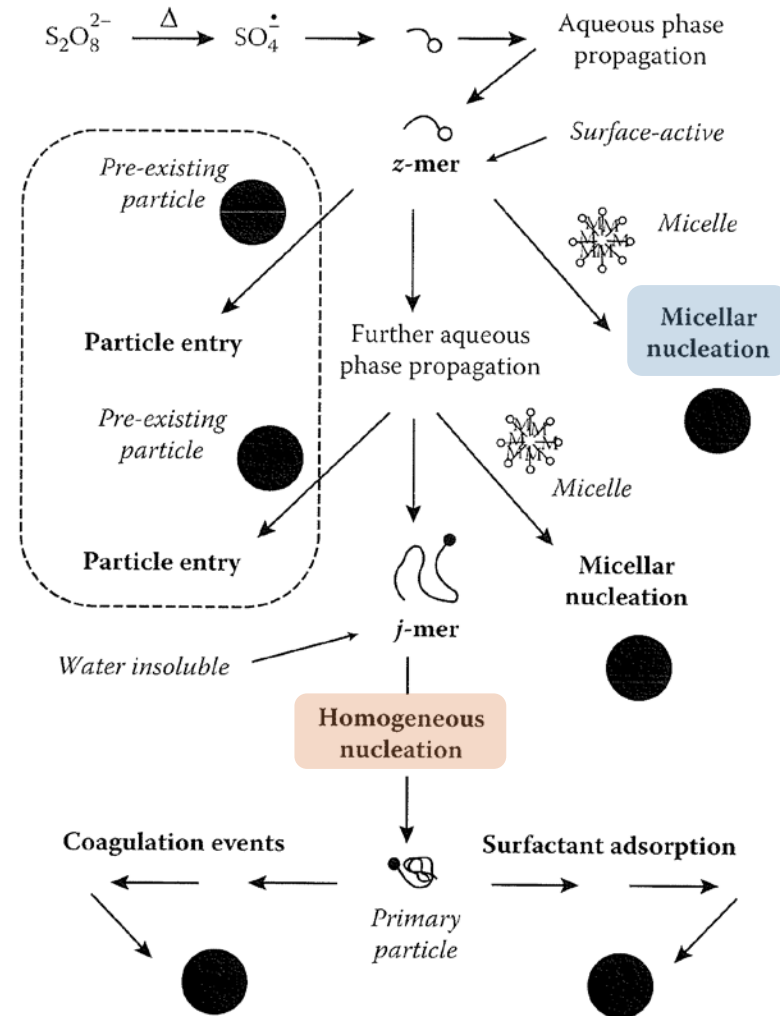 S₂O₈²⁻ Δ SO₄•⁻
Aqueous phase
propagation
z-mer
Surface-active
Pre-existing
particle
Micelle
M M M M M M
Particle entry
Further aqueous
phase propagation
Micellar
nucleation
Pre-existing
particle
M M M M M M
Micelle
Particle entry
Micellar
nucleation
j-mer
Water insoluble
Homogeneous
nucleation
Coagulation events
Surfactant adsorption
Primary
particle